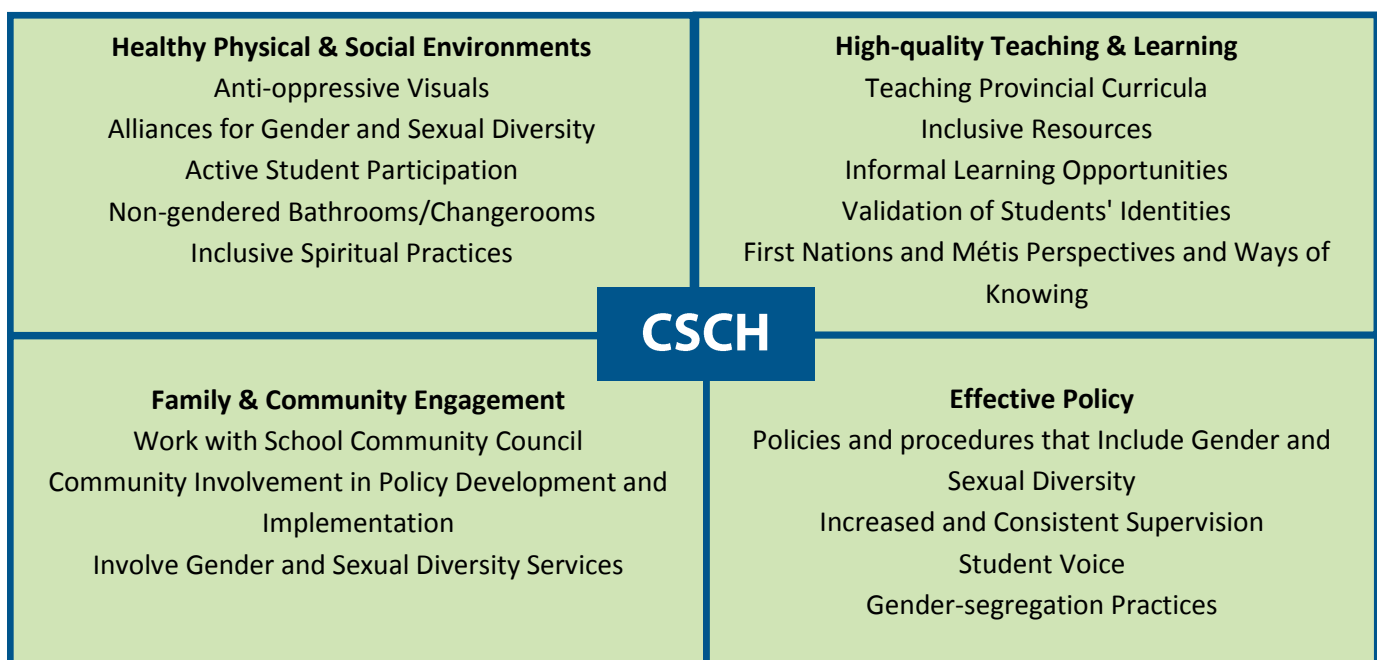 Healthy Physical & Social Environments
Anti-oppressive Visuals
Alliances for Gender and Sexual Diversity
Active Student Participation
Non-gendered Bathrooms/Changerooms
Inclusive Spiritual Practices
High-quality Teaching & Learning
Teaching Provincial Curricula
Inclusive Resources
Informal Learning Opportunities
Validation of Students' Identities
First Nations and Métis Perspectives and Ways of
Knowing
CSCH
Family & Community Engagement
Work with School Community Council
Community Involvement in Policy Development and
Implementation
Involve Gender and Sexual Diversity Services
Effective Policy
Policies and procedures that Include Gender and
Sexual Diversity
Increased and Consistent Supervision
Student Voice
Gender-segregation Practices